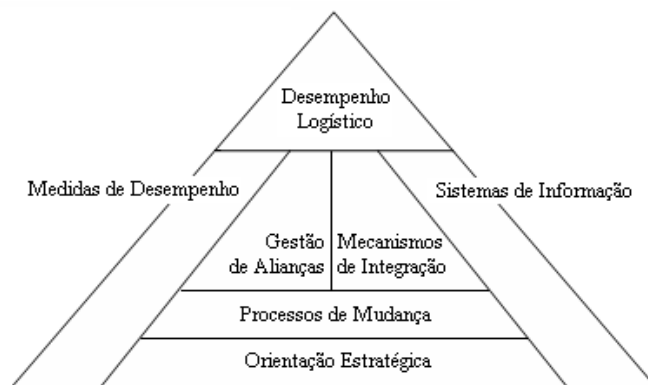 Desempenho
Logístico
Medidas de Desempenho
Sistemas de Informação
Gestão
de Alianças
Mecanismos
de Integração
Processos de Mudança
Orientação Estratégica